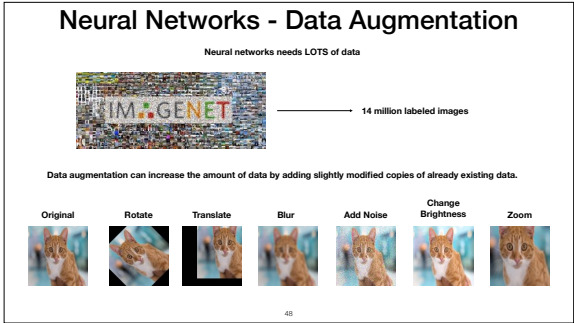 Neural Networks - Data Augmentation
Neural networks needs LOTS of data
IMAGENET
14 million labeled images
Data augmentation can increase the amount of data by adding slightly modified copies of already existing data.
Original
Rotate
Translate
Blur
Add Noise
Change
Brightness
Zoom
48